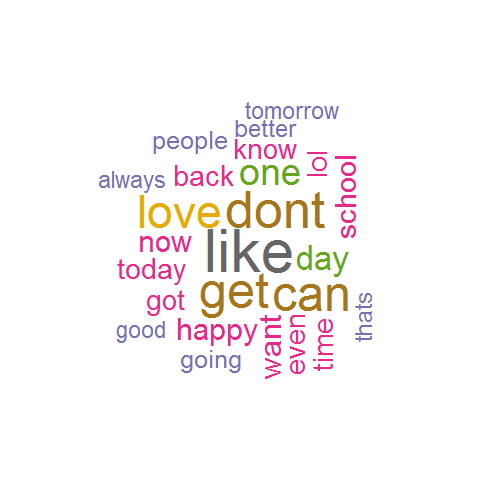 tomorrow
better
people
know
lol
school
always
back
one
love
dont
now
like
day
today
get
can
got
thats
good
happy
want
even
time
going